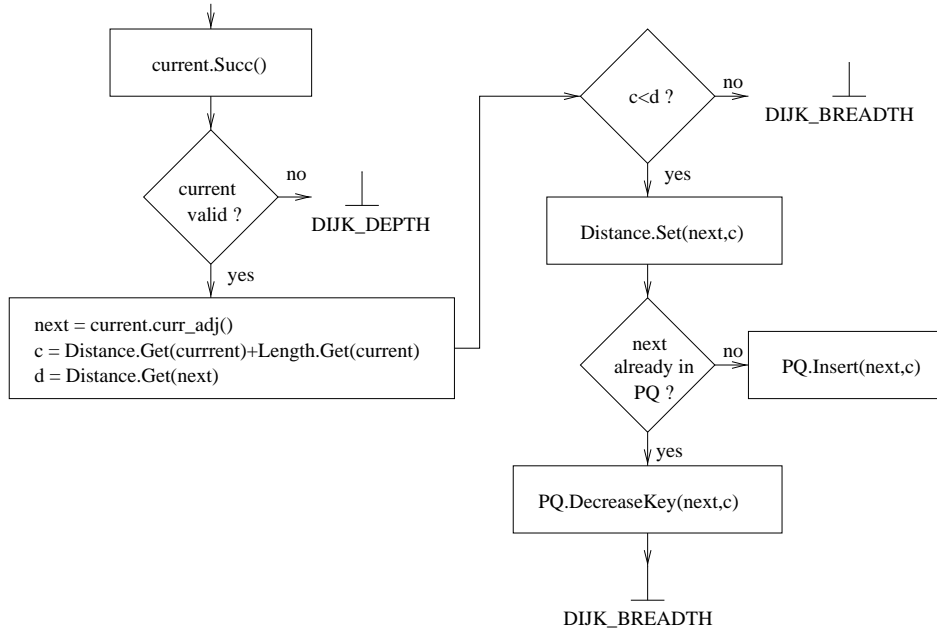 current.Succ()
current
valid ?
no
DIJK_DEPTH
yes
next = current.curr_adj()
c = Distance.Get(currrent)+Length.Get(current)
d = Distance.Get(next)
c<d ?
no
DIJK_BREADTH
yes
Distance.Set(next,c)
next
already in
PQ ?
no
PQ.Insert(next,c)
yes
PQ.DecreaseKey(next,c)
DIJK_BREADTH